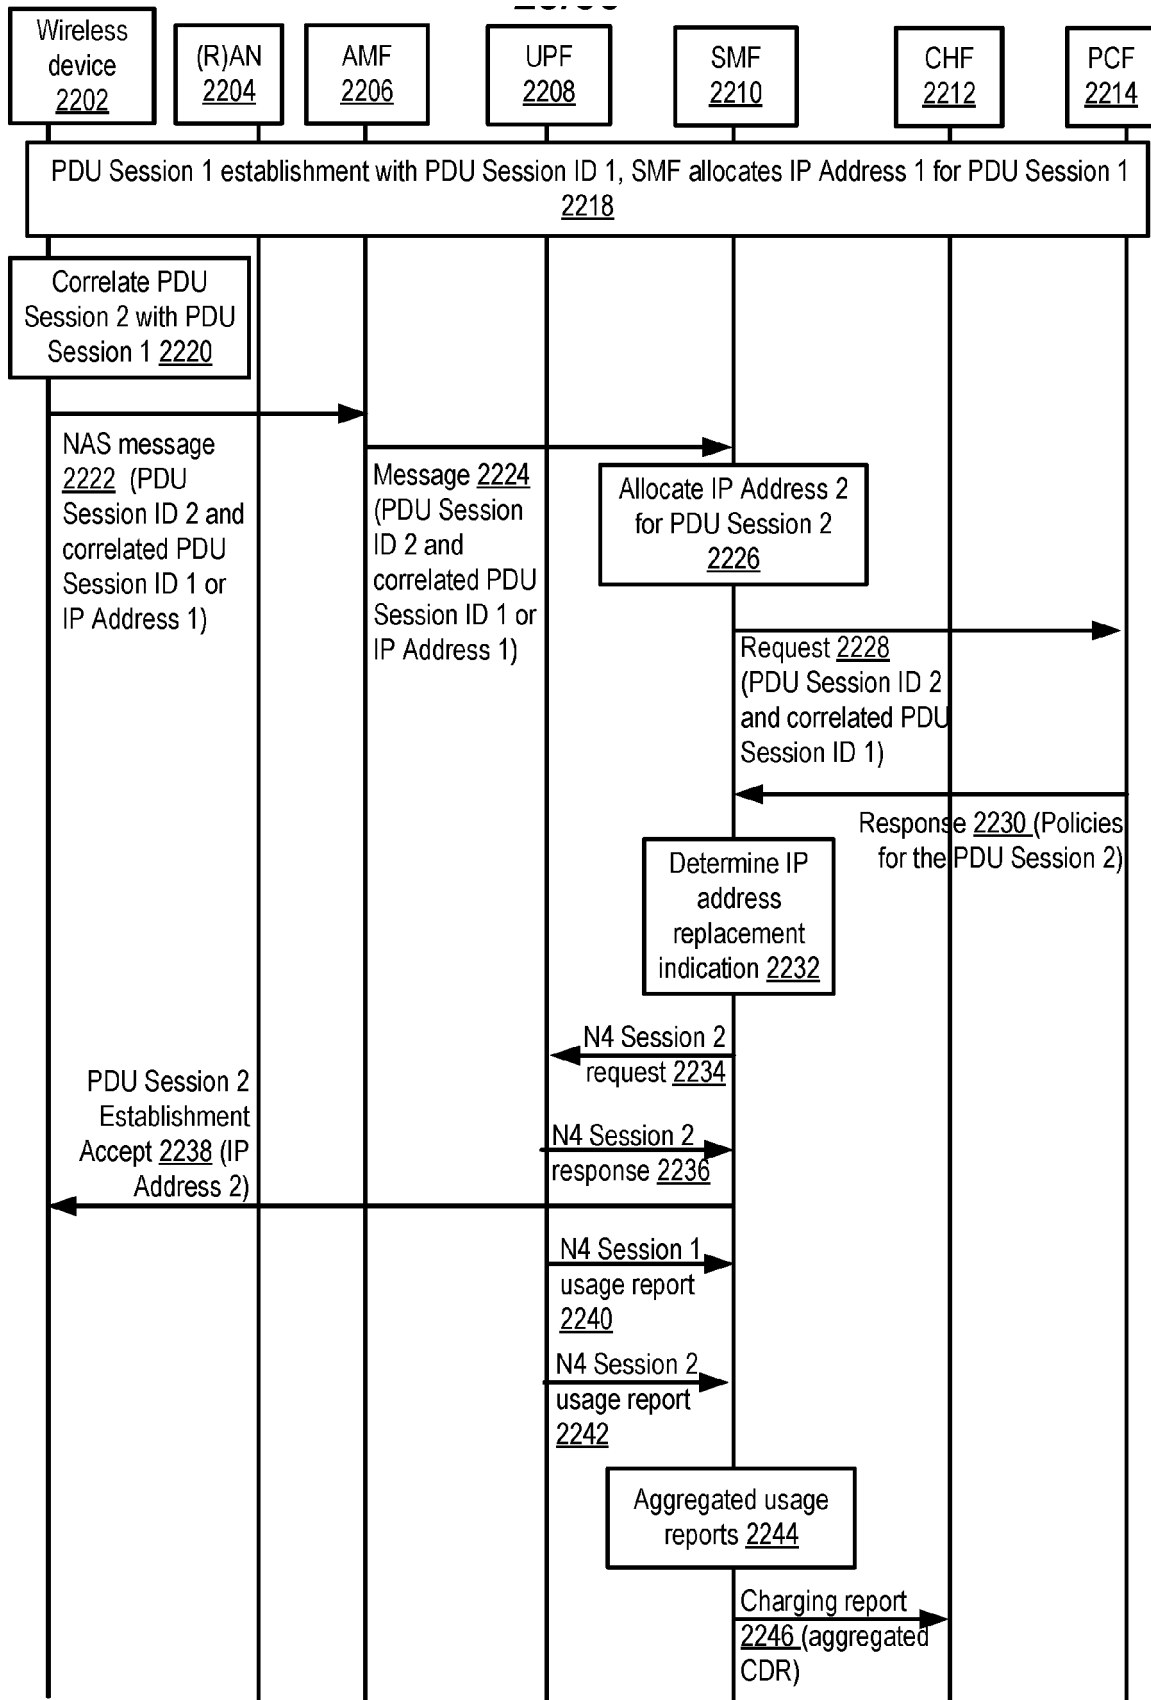 Wireless
device
2202
(R)AN
2204
AMF
2206
UPF
2208
SMF
2210
CHF
2212
PCF
2214
PDU Session 1 establishment with PDU Session ID 1, SMF allocates IP Address 1 for PDU Session 1
2218
Correlate PDU
Session 2 with PDU
Session 1 2220
NAS message
2222 (PDU
Session ID 2 and
correlated PDU
Session ID 1 or
IP Address 1)
Message 2224
(PDU Session
ID 2 and
correlated PDU
Session ID 1 or
IP Address 1)
Allocate IP Address 2
for PDU Session 2
2226
Request 2228
(PDU Session ID 2
and correlated PDU
Session ID 1)
Response 2230 (Policies
for the PDU Session 2)
Determine IP
address
replacement
indication 2232
N4 Session 2
request 2234
N4 Session 2
response 2236
PDU Session 2
Establishment
Accept 2238 (IP
Address 2)
N4 Session 1
usage report
2240
N4 Session 2
usage report
2242
Aggregated usage
reports 2244
Charging report
2246 (aggregated
CDR)